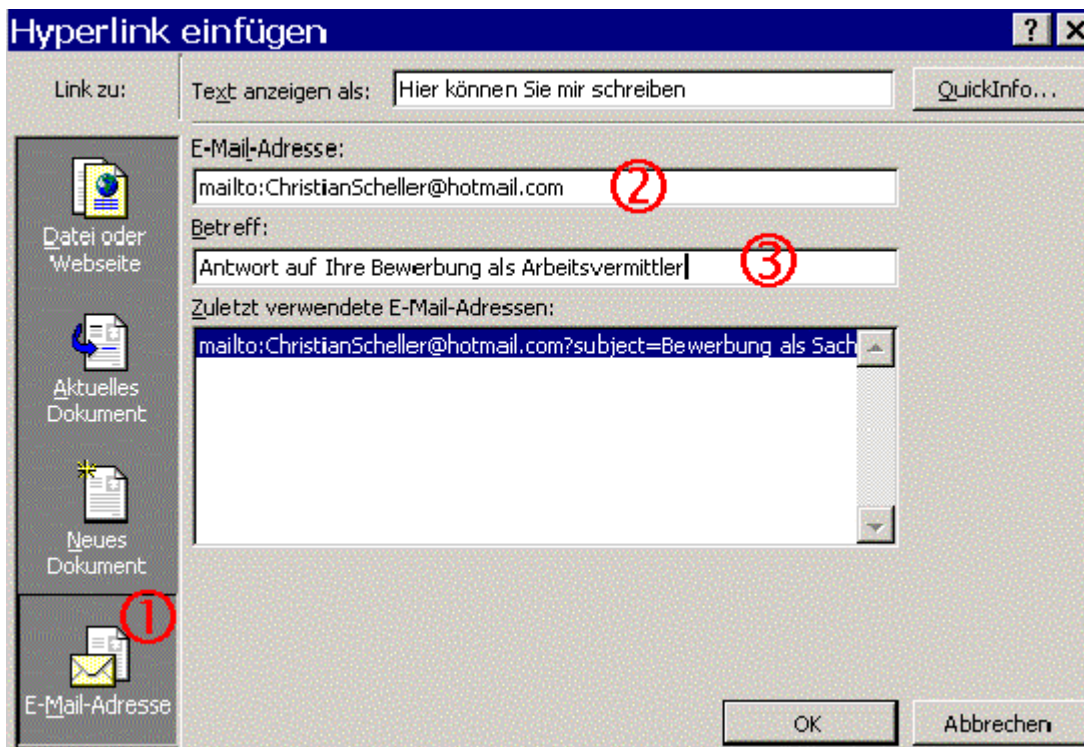 Hyperlink einfügen
? X
Link zu:
Text anzeigen als: Hier können Sie mir schreiben
QuickInfo...
E-Mail-Adresse:
mailto:ChristianScheller@hotmail.com ②
Betreff:
Antwort auf Ihre Bewerbung als Arbeitsvermittler ③
Zuletzt verwendete E-Mail-Adressen:
mailto:ChristianScheller@hotmail.com?subject=Bewerbung als Sach
Datei oder
Webseite
Aktuelles
Dokument
Neues
Dokument
①
E-Mail-Adresse
OK
Abbrechen